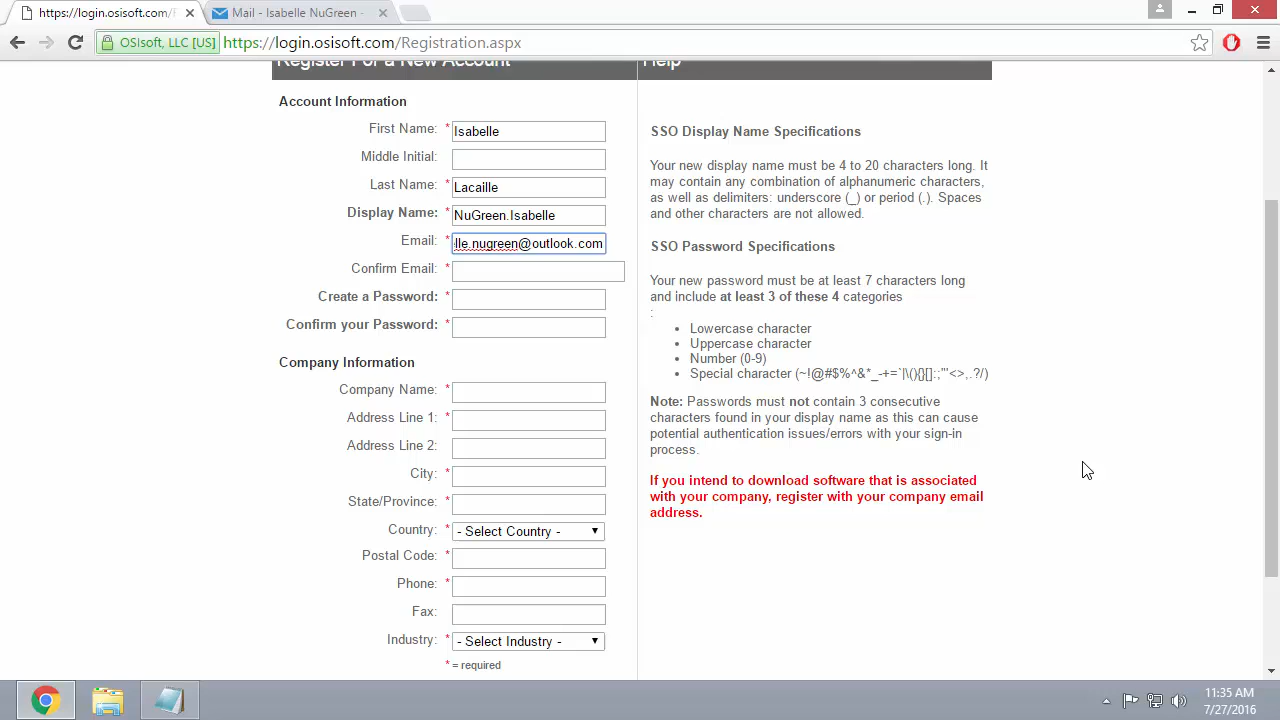 https://login.osisoft.com/
Mail - Isabelle NuGreen -
OSIsoft, LLC [US]
https://login.osisoft.com/Registration.aspx
Register For a New Account
Help
Account Information
First Name: * Isabelle
Middle Initial:
Last Name: * Lacaille
Display Name: * NuGreen.Isabelle
Email: * lle.nugreen@outlook.com
Confirm Email: *
Create a Password: *
Confirm your Password: *
Company Information
Company Name: *
Address Line 1: *
Address Line 2:
City: *
State/Province: *
Country: * - Select Country -
Postal Code: *
Phone: *
Fax:
Industry: * - Select Industry -
* = required
SSO Display Name Specifications
Your new display name must be 4 to 20 characters long. It
may contain any combination of alphanumeric characters,
as well as delimiters: underscore (_) or period (.). Spaces
and other characters are not allowed.
SSO Password Specifications
Your new password must be at least 7 characters long
and include at least 3 of these 4 categories
:
• Lowercase character
• Uppercase character
• Number (0-9)
• Special character (~!@#$%^&*_-+=`|\(){}[]:;"'<>,.?/)
Note: Passwords must not contain 3 consecutive
characters found in your display name as this can cause
potential authentication issues/errors with your sign-in
process.
If you intend to download software that is associated
with your company, register with your company email
address.
11:35 AM
7/27/2016